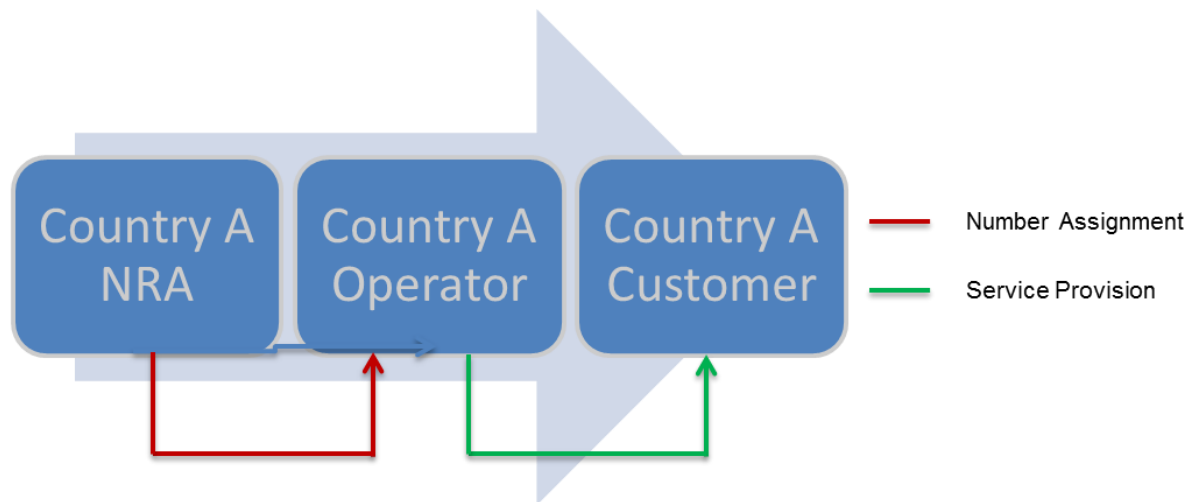 Country A
NRA
Country A
Operator
Country A
Customer
Number Assignment
Service Provision